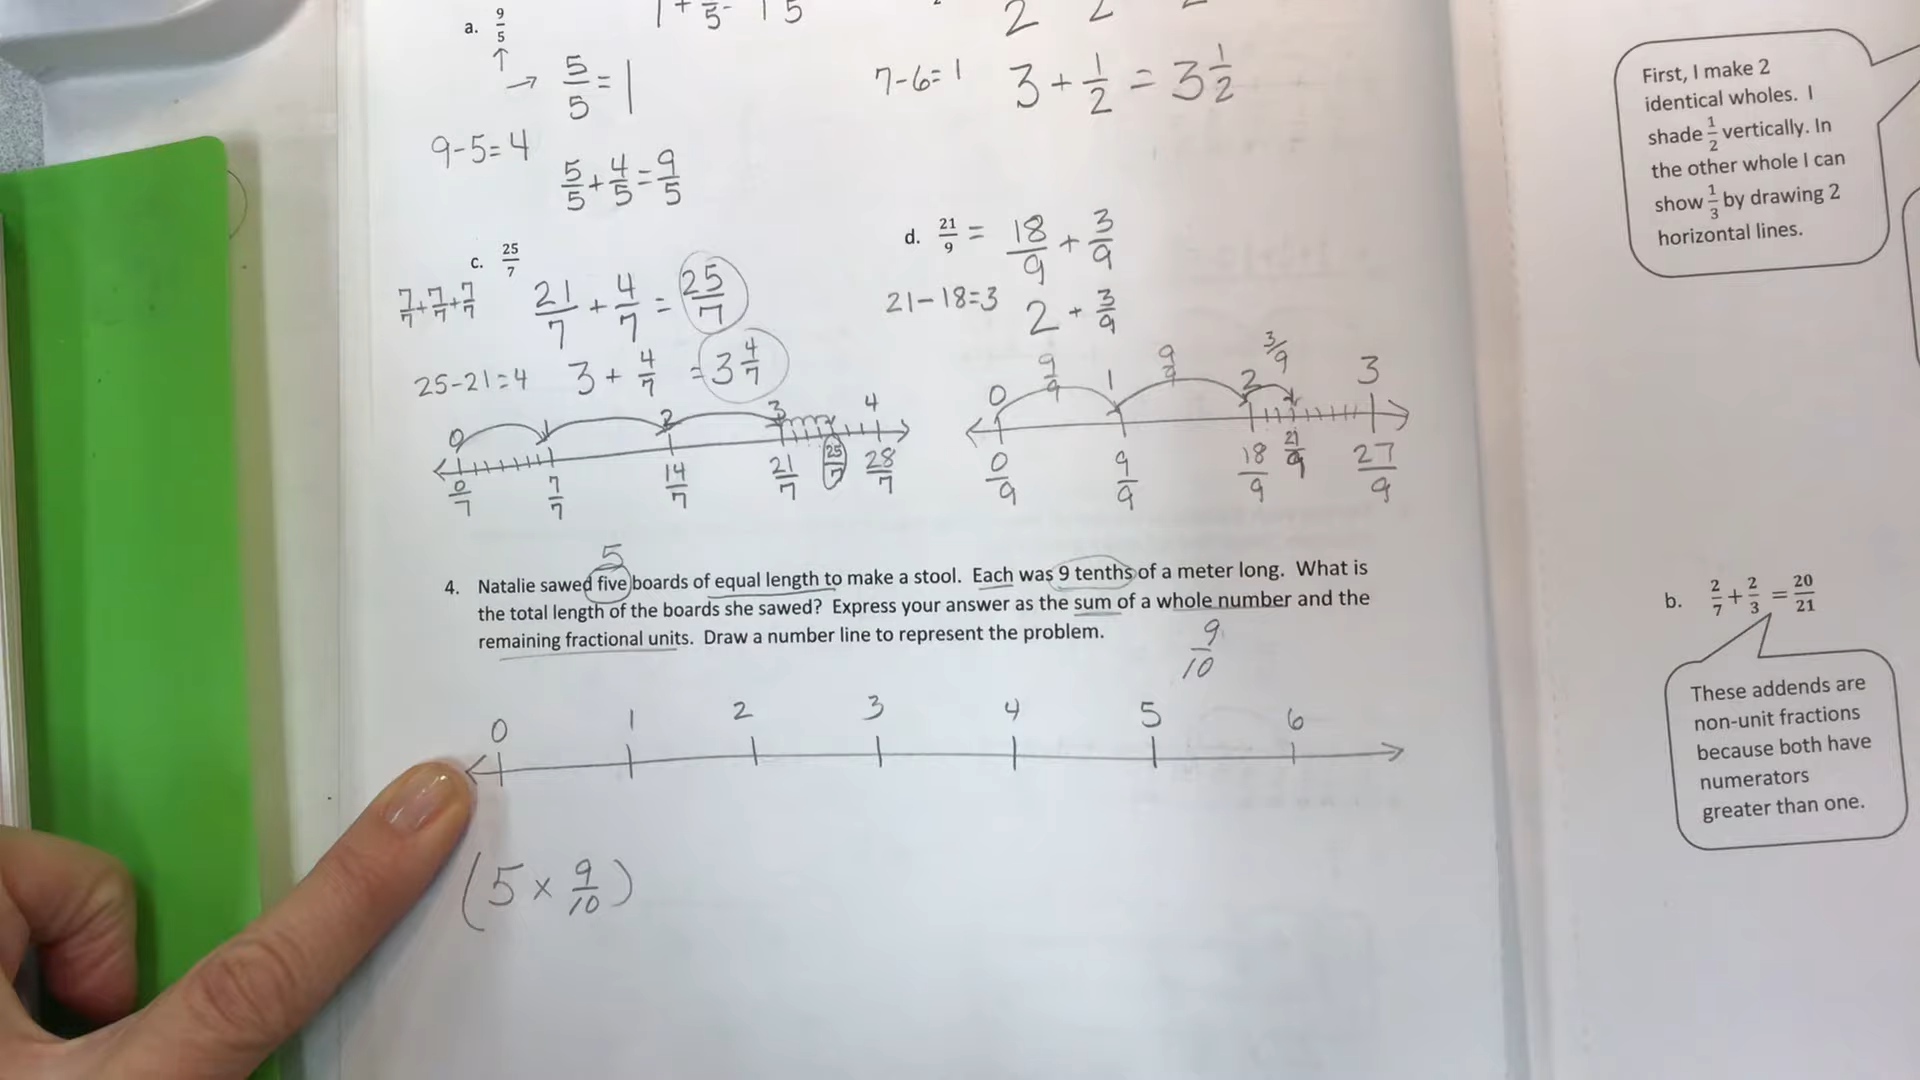 a. 9/5
5/5 = 1
9-5=4
5/5 + 4/5 = 9/5
7-6=1
3 + 1/2 = 3 1/2
c. 25/7
7/7+7/7+7/7
21/7 + 4/7 = 25/7
25-21=4
3 + 4/7 = 3 4/7
0 2 3 4
0/7 7/7 14/7 21/7 25/7 28/7
d. 21/9 = 18/9 + 3/9
21-18=3
2 + 3/9
9/9 9/9 3/9
0 1 2 3
0/9 9/9 18/9 21/9 27/9
5
4. Natalie sawed five boards of equal length to make a stool. Each was 9 tenths of a meter long. What is
the total length of the boards she sawed? Express your answer as the sum of a whole number and the
remaining fractional units. Draw a number line to represent the problem.
9/10
0 1 2 3 4 5 6
(5 x 9/10)
First, I make 2
identical wholes. I
shade 1/2 vertically. In
the other whole I can
show 1/3 by drawing 2
horizontal lines.
b. 2/7 + 2/3 = 20/21
These addends are
non-unit fractions
because both have
numerators
greater than one.